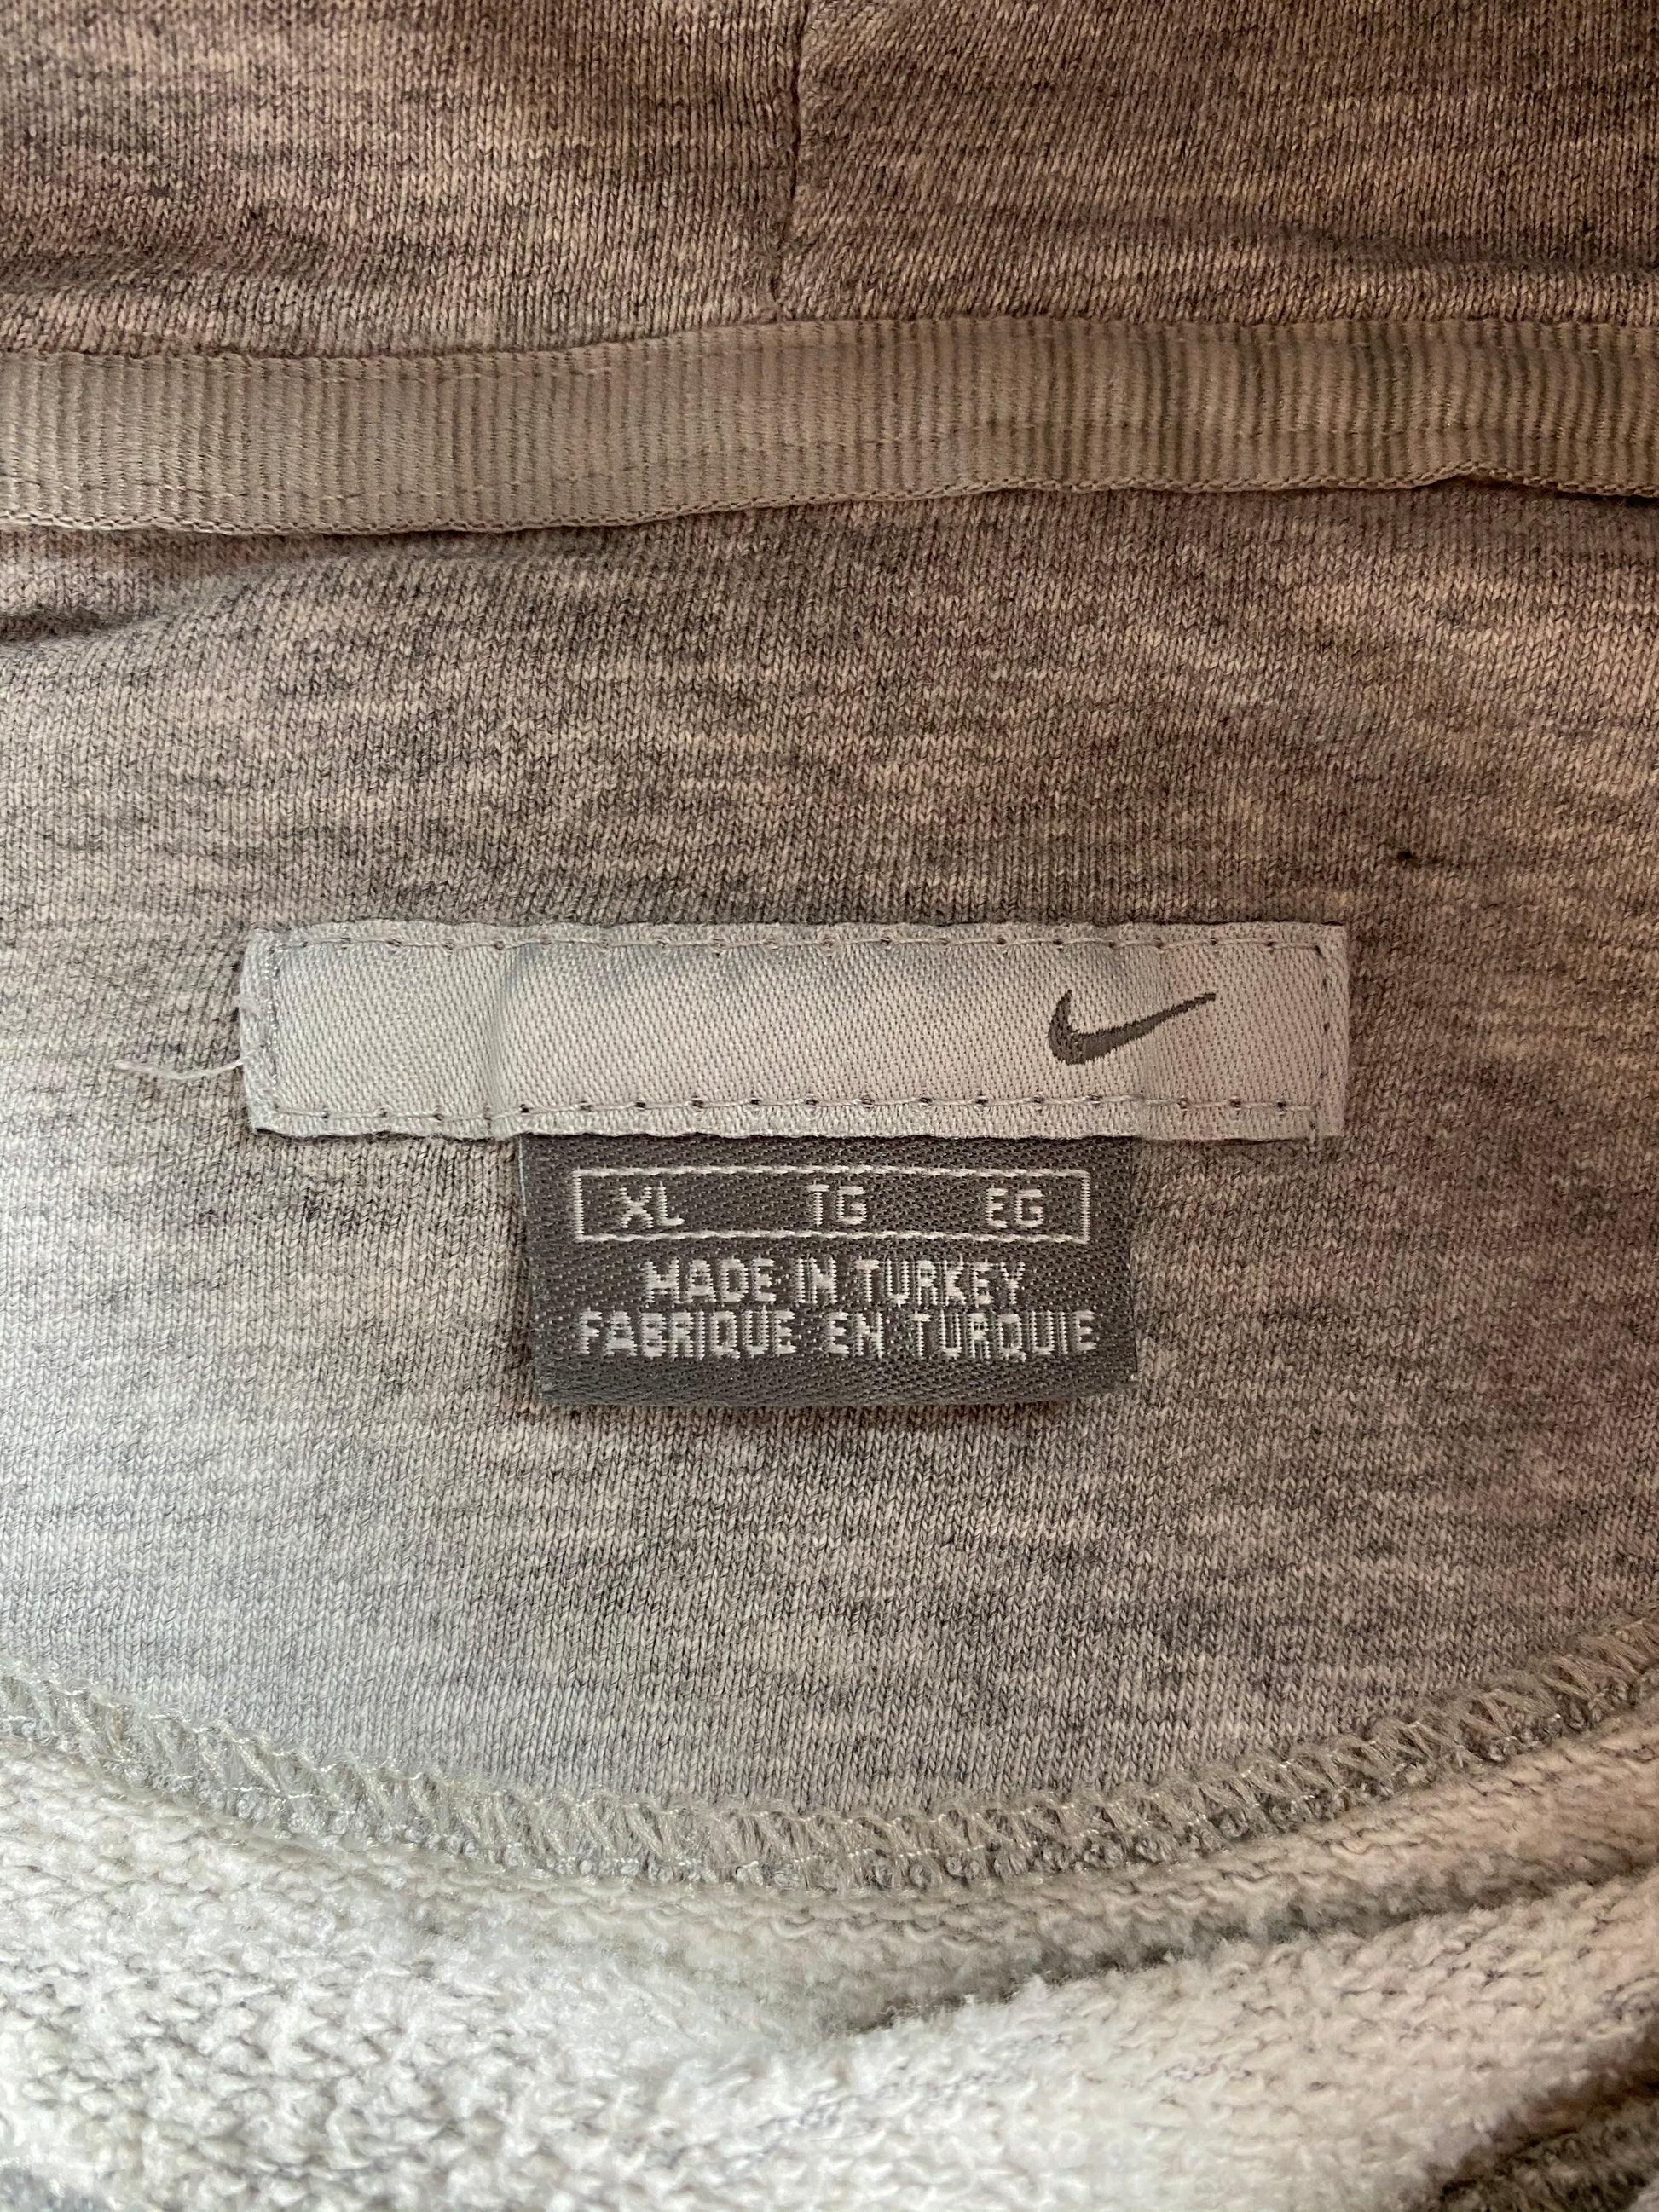 XL TG EG
MADE IN TURKEY
FABRIQUE EN TURQUIE